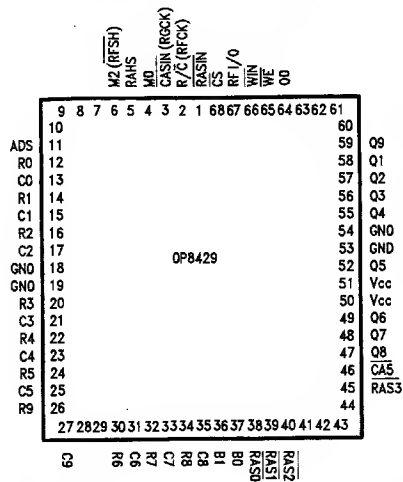 M2 (RFSH)
RAHS
M0
CASIN (RGCK)
R/C (RFCK)
RASIN
CS
RF I/O
WIN
WE
OD
9 8 7 6 5 4 3 2 1 68 67 66 65 64 63 62 61
10
ADS 11
R0 12
C0 13
R1 14
C1 15
R2 16
C2 17
GNO 18
GNO 19
R3 20
C3 21
R4 22
C4 23
R5 24
C5 25
R9 26
OP8429
60
59 Q9
58 Q1
57 Q2
56 Q3
55 Q4
54 GNO
53 GND
52 Q5
51 Vcc
50 Vcc
49 Q6
48 Q7
47 Q8
46 CAS
45 RAS3
44
27 28 29 30 31 32 33 34 35 36 37 38 39 40 41 42 43
C9
R6
C6
R7
C7
R8
C8
B1
B0
RAS0
RAS1
RAS2